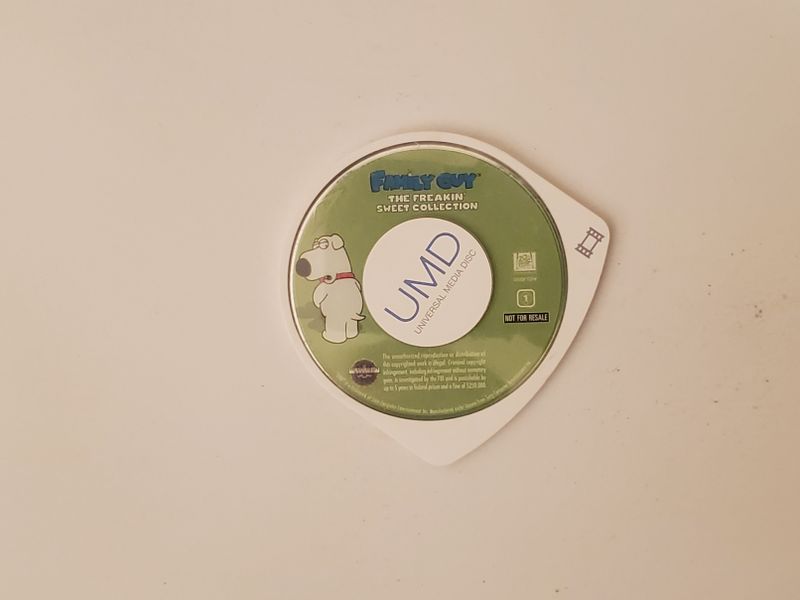 FAMILY GUY™
THE FREAKIN'
SWEET COLLECTION
UMD
UNIVERSAL MEDIA DISC
FOX
1
NOT FOR RESALE
The unauthorized reproduction or distribution of
this copyrighted work is illegal. Criminal copyright
infringement, including infringement without monetary
gain, is investigated by the FBI and is punishable by
up to 5 years in federal prison and a fine of $250,000.